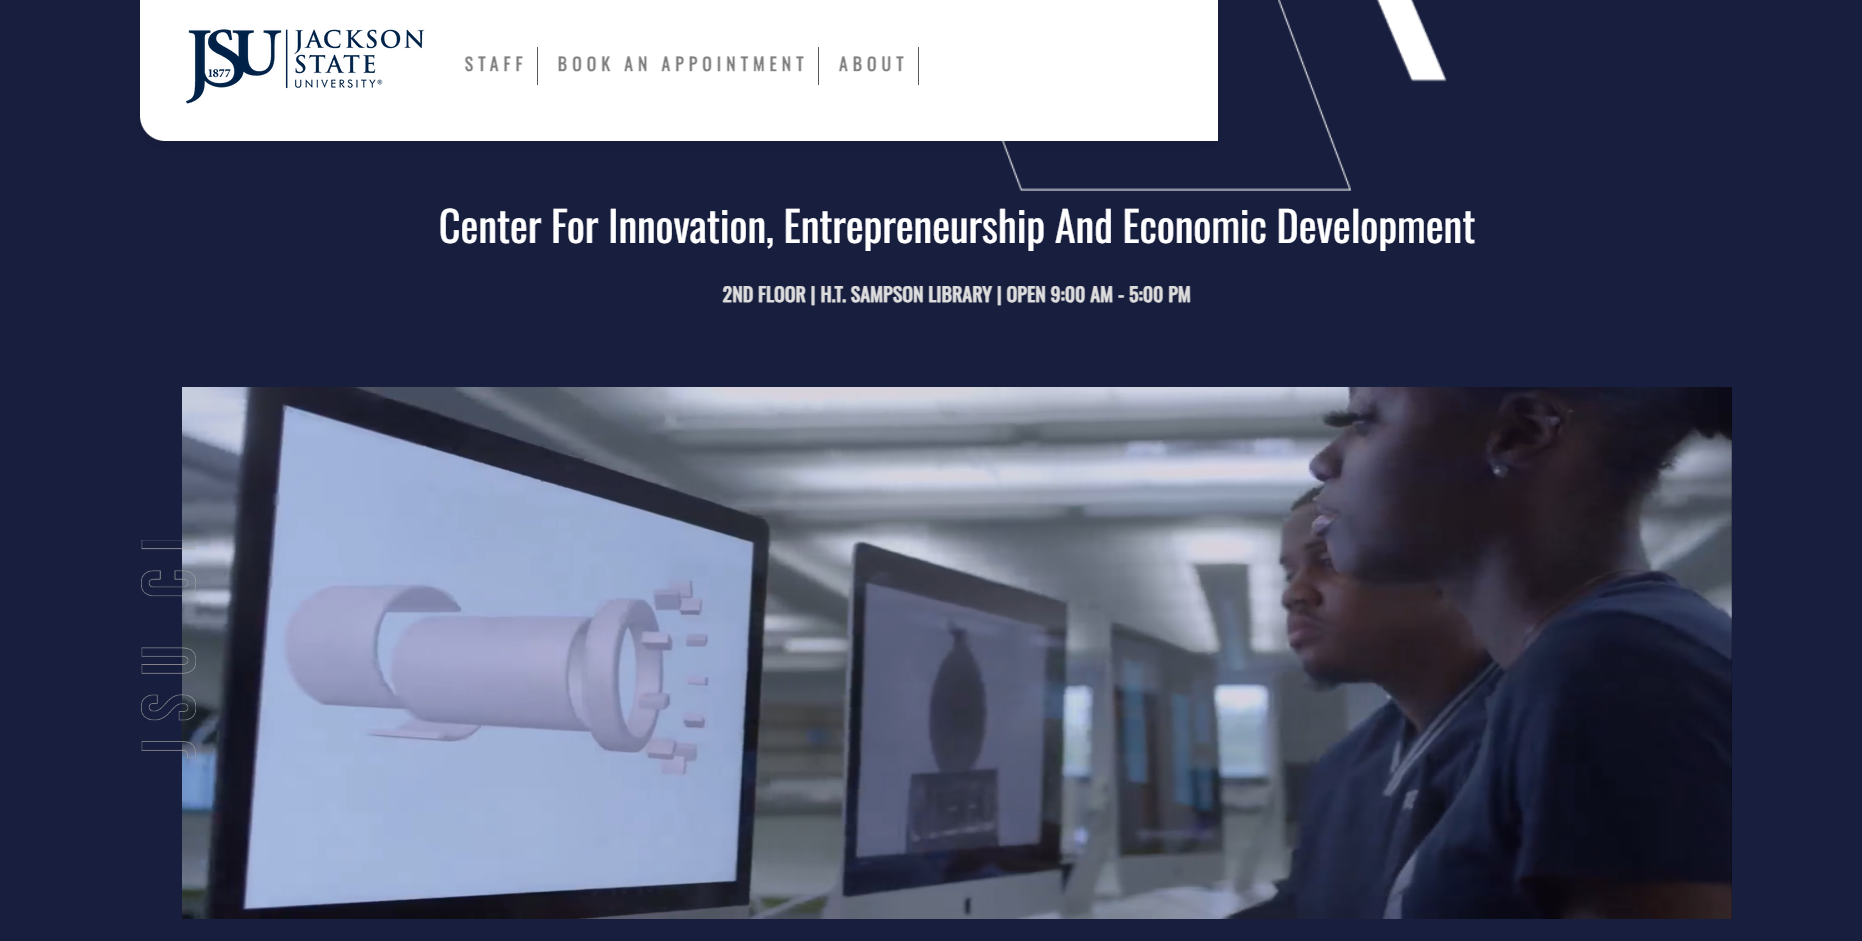 JSU
1877
JACKSON
STATE
UNIVERSITY®
STAFF
BOOK AN APPOINTMENT
ABOUT
Center For Innovation, Entrepreneurship And Economic Development
2ND FLOOR | H.T. SAMPSON LIBRARY | OPEN 9:00 AM - 5:00 PM
JSU CI